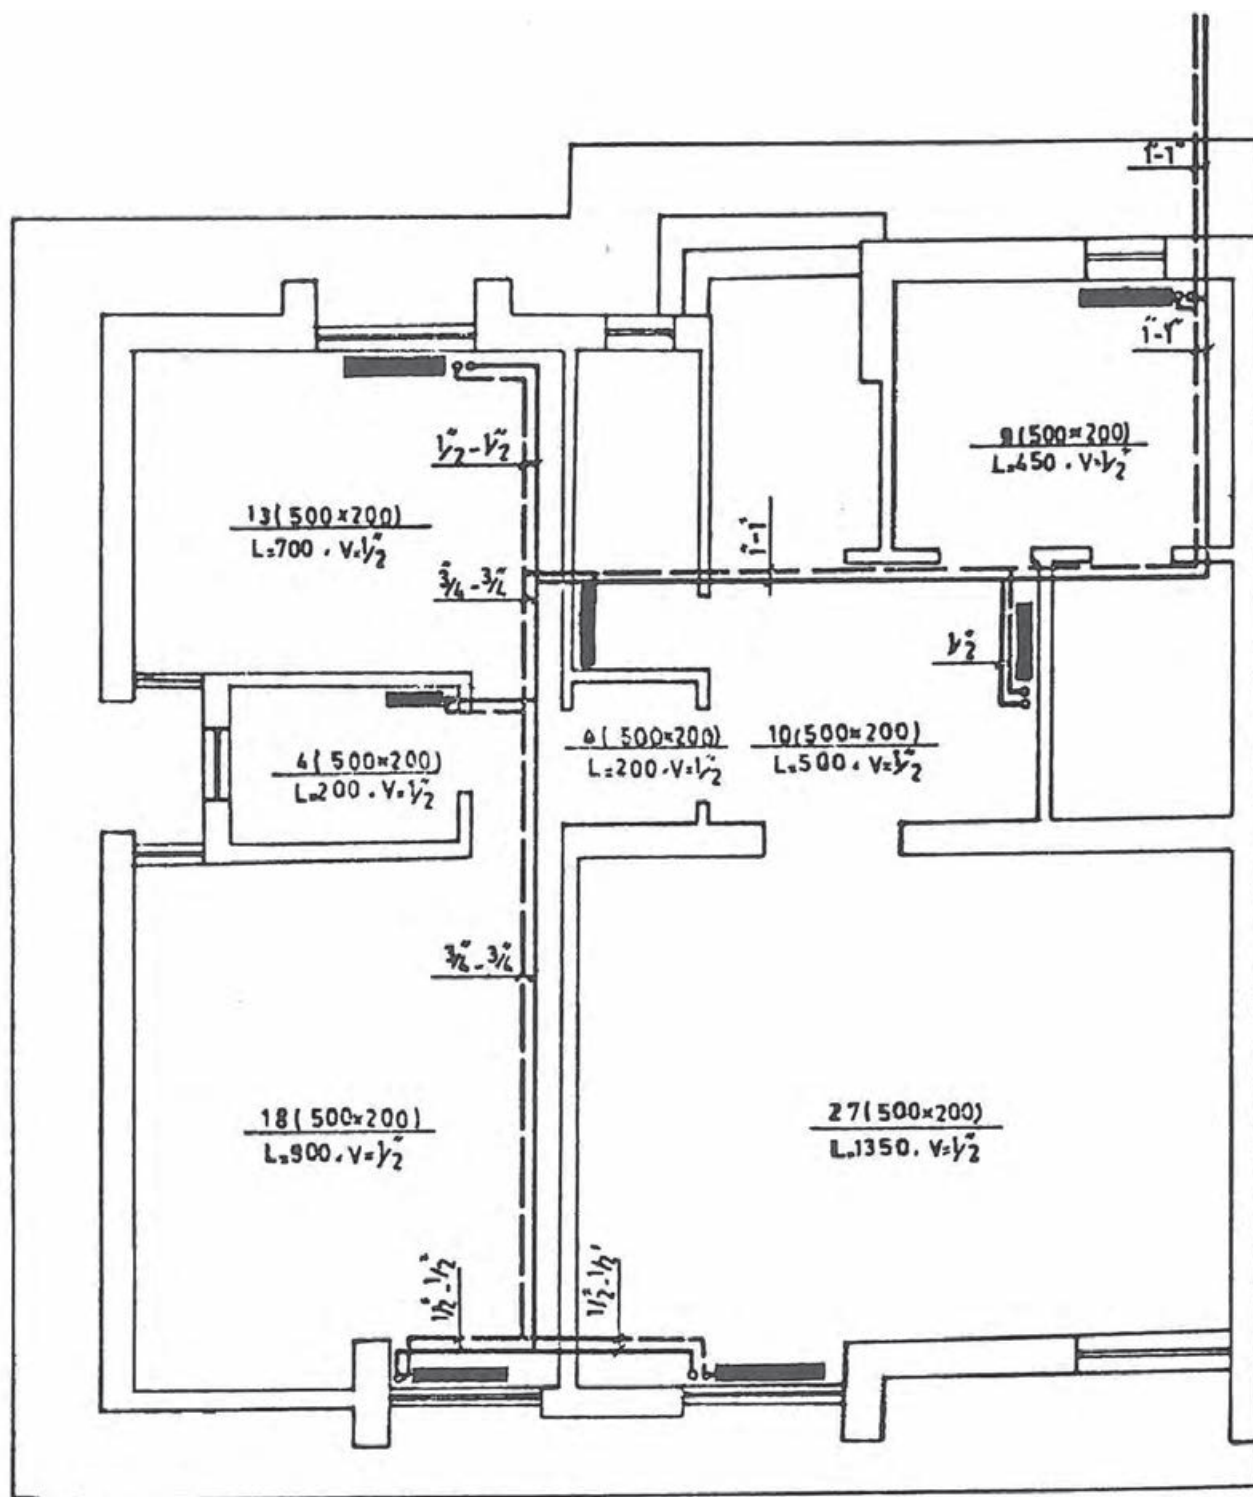 1"-1"
1"-1"
1/2"-1/2"
9(500×200)
L=450 . V=1/2"
13(500×200)
L=700 . V=1/2"
1"-1"
3/4"-3/4"
1/2"
4(500×200)
L=200 . V=1/2"
(500×200)
L=200 . V=1/2"
10(500×200)
L=500 . V=1/2"
3/4"-3/4"
18(500×200)
L=900 . V=1/2"
27(500×200)
L=1350 . V=1/2"
1/2"-1/2"
1/2"-1/2"